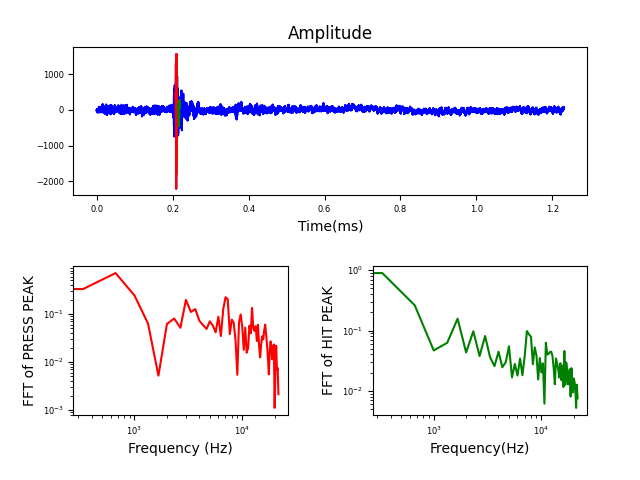 Amplitude
1000
0
−1000
−2000
0.0 0.2 0.4 0.6 0.8 1.0 1.2
Time(ms)
FFT of PRESS PEAK
10⁻¹
10⁻²
10⁻³
10³ 10⁴
Frequency (Hz)
FFT of HIT PEAK
10⁰
10⁻¹
10⁻²
10³ 10⁴
Frequency(Hz)